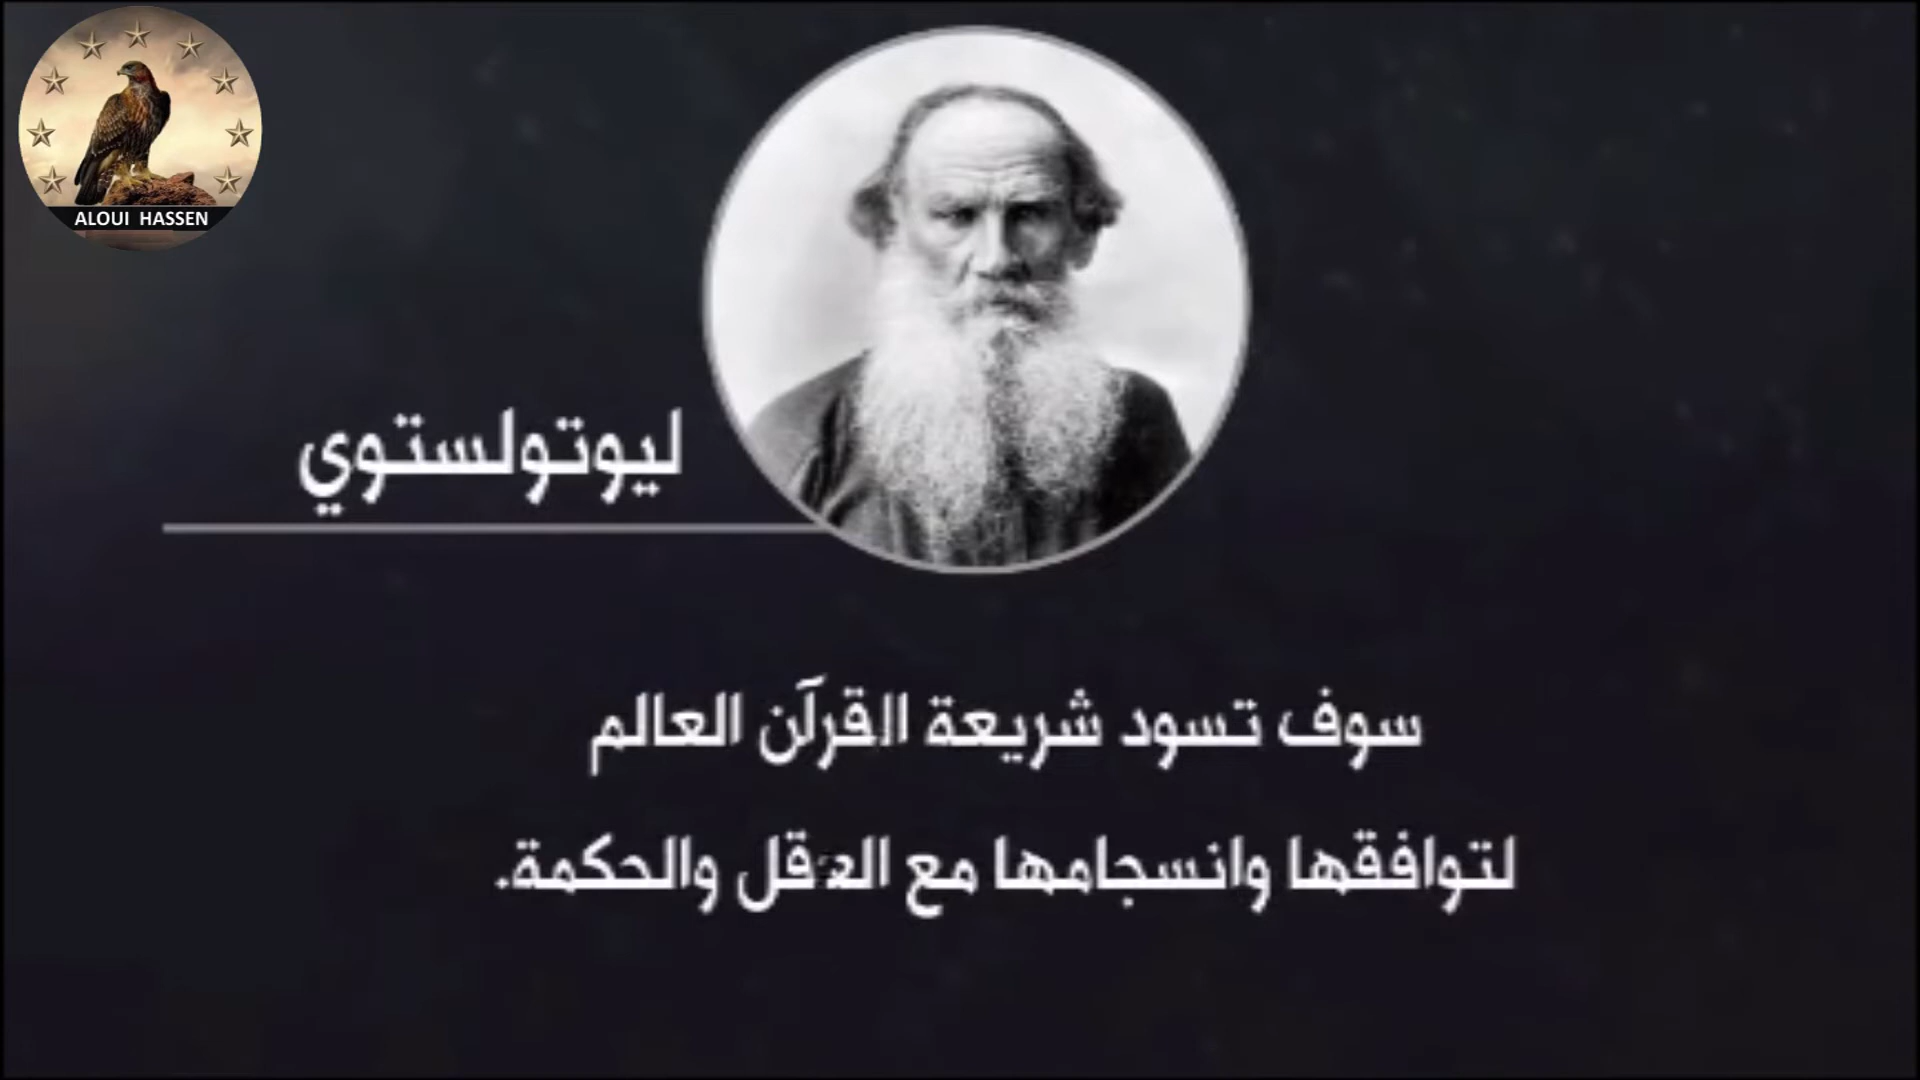 ALOUI HASSEN
ليوتولستوي
سوف تسود شريعة القرآن العالم
لتوافقها وانسجامها مع العقل والحكمة.